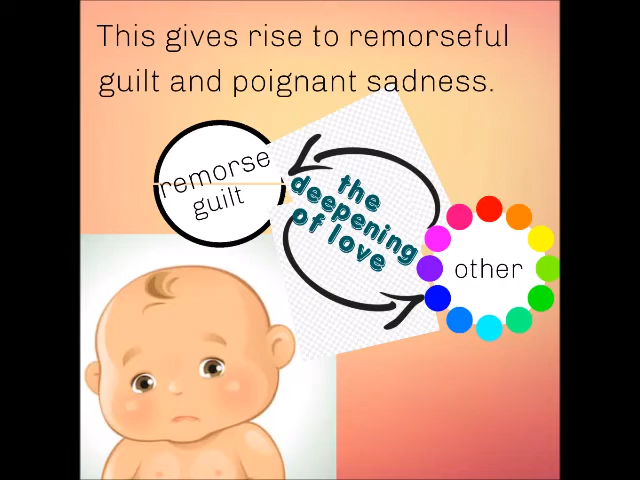 This gives rise to remorseful
guilt and poignant sadness.
remorse
guilt
the
deepening
of love
other